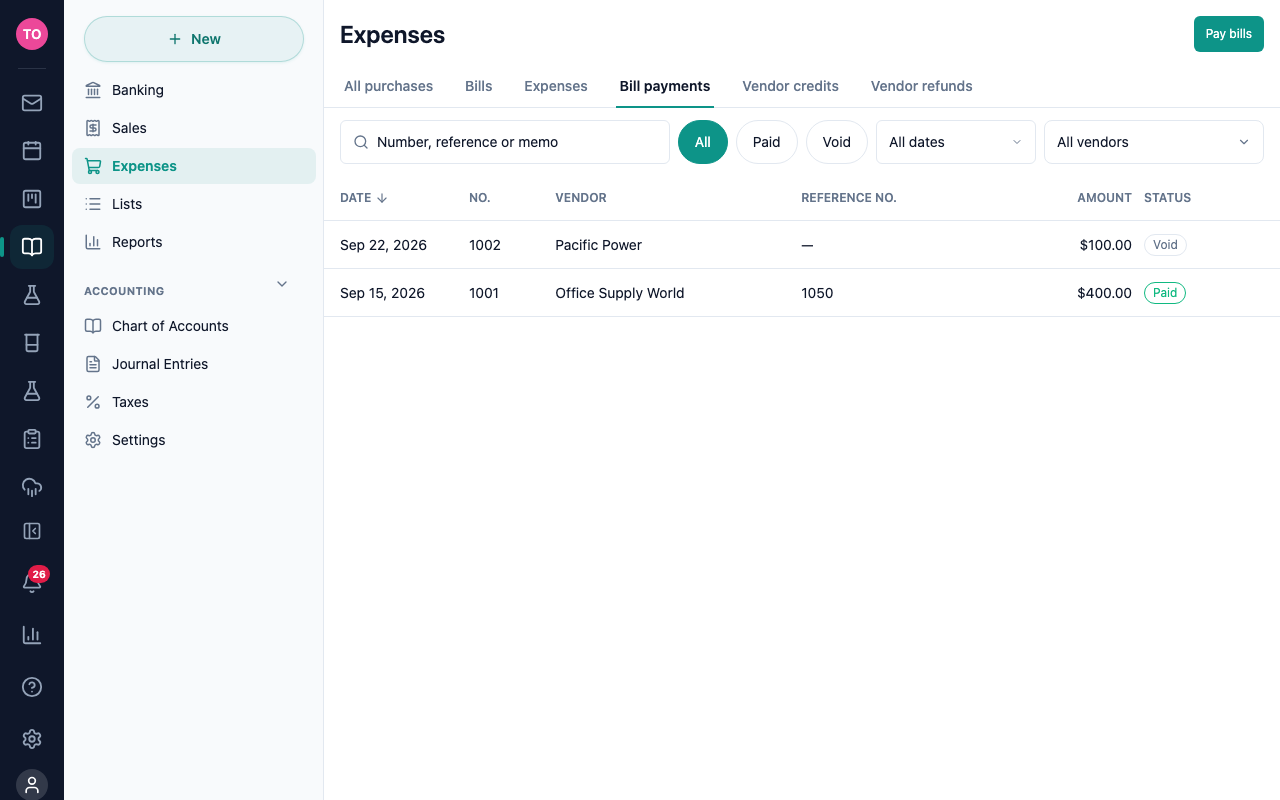 TO
26
New
Banking
Sales
Expenses
Lists
Reports
ACCOUNTING
Chart of Accounts
Journal Entries
Taxes
Settings
Expenses
Pay bills
All purchases Bills Expenses Bill payments Vendor credits Vendor refunds
Number, reference or memo All Paid Void All dates All vendors
DATE NO. VENDOR REFERENCE NO. AMOUNT STATUS
Sep 22, 2026 1002 Pacific Power — $100.00 Void
Sep 15, 2026 1001 Office Supply World 1050 $400.00 Paid